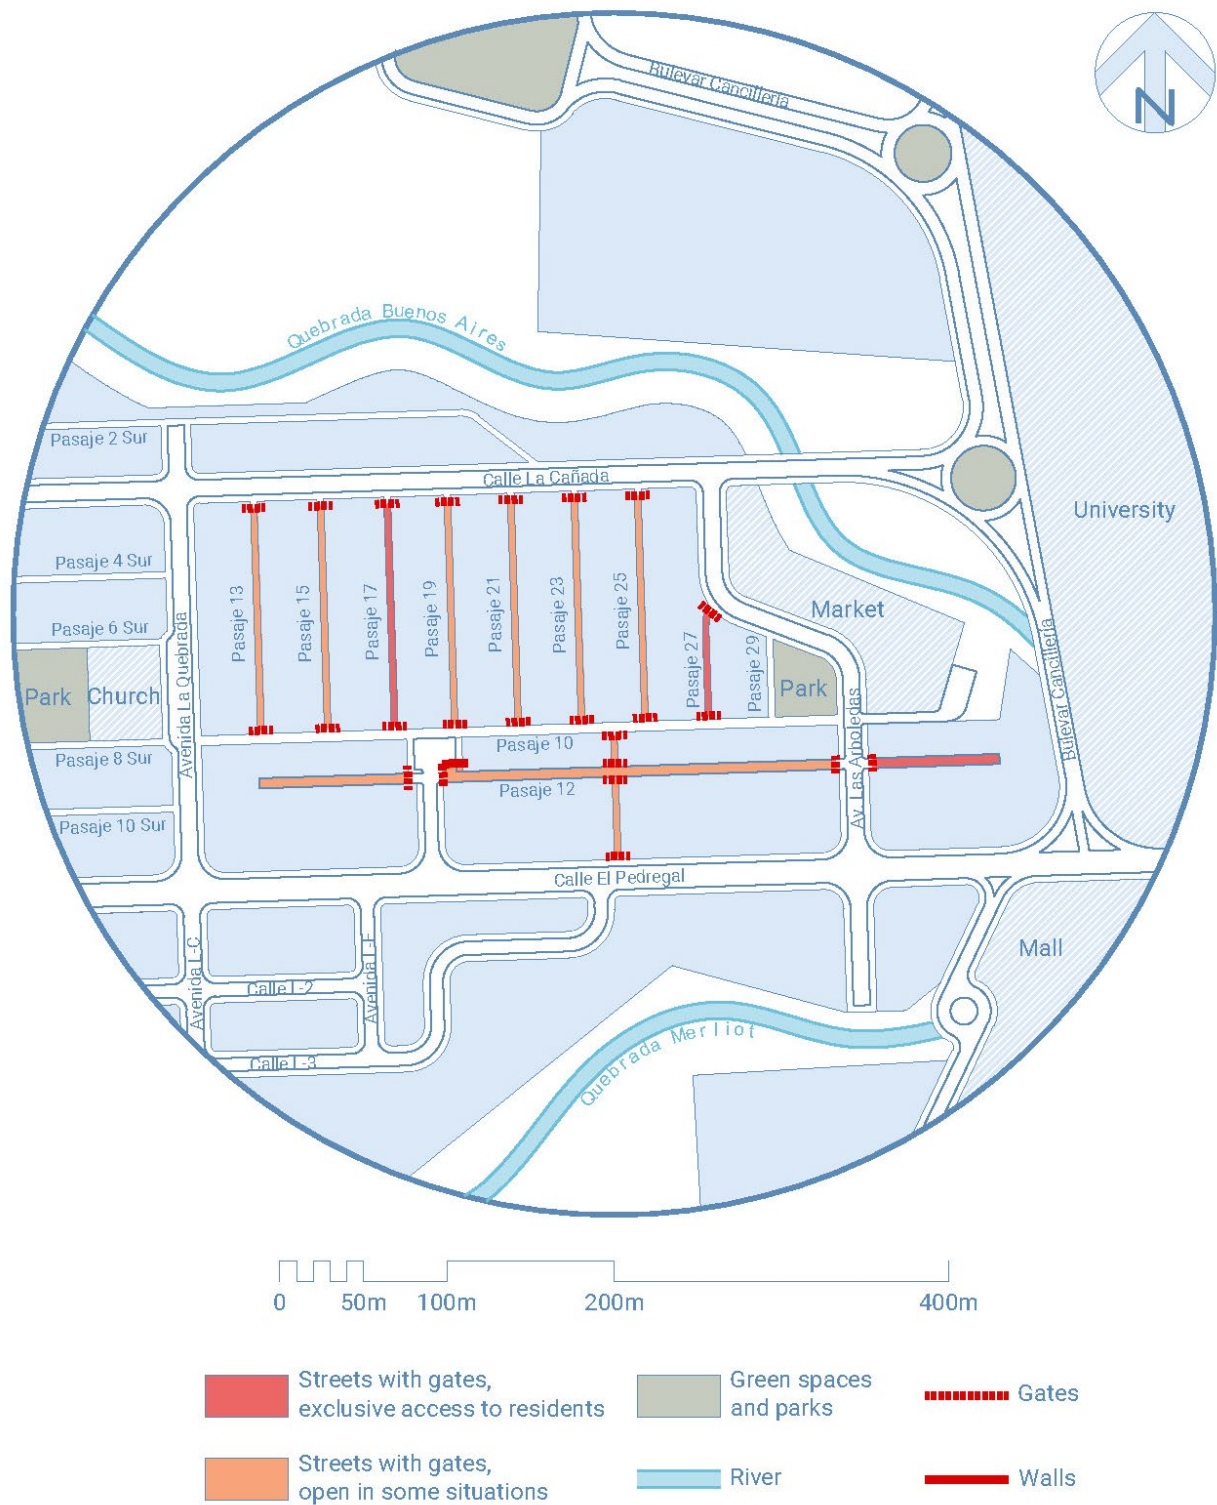 Bulevar Cancillería
N
Quebrada Buenos Aires
Pasaje 2 Sur
Calle La Cañada
University
Pasaje 4 Sur
Pasaje 13
Pasaje 15
Pasaje 17
Pasaje 19
Pasaje 21
Pasaje 23
Pasaje 25
Market
Pasaje 6 Sur
Avenida La Quebrada
Pasaje 27
Pasaje 29
Park
Church
Park
Bulevar Cancillería
Pasaje 8 Sur
Pasaje 10
Av. Las Arboledas
Pasaje 12
Pasaje 10 Sur
Calle El Pedregal
Avenida L-C
Avenida L-E
Mall
Calle L-2
Quebrada Merliot
Calle L-3
0 50m 100m 200m 400m
Streets with gates,
exclusive access to residents
Green spaces
and parks
Gates
Streets with gates,
open in some situations
River
Walls